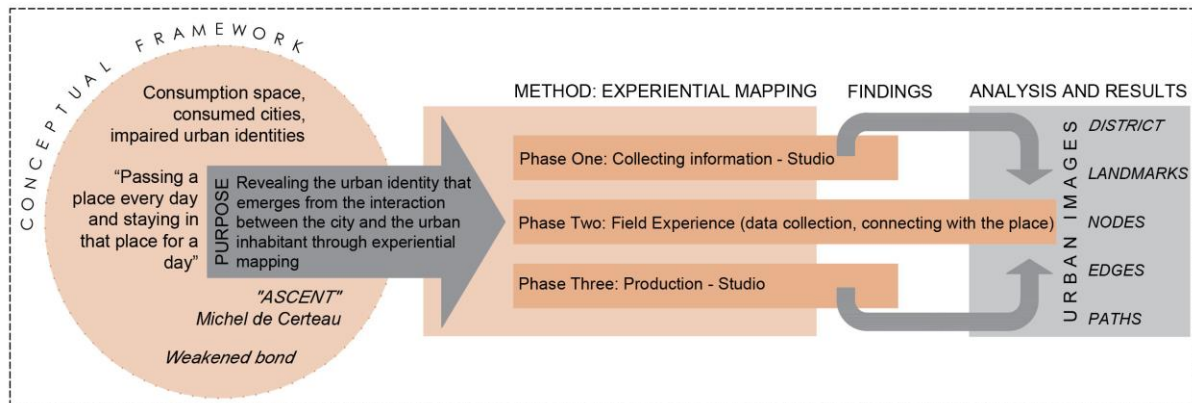 CONCEPTUAL FRAMEWORK
Consumption space,
consumed cities,
impaired urban identities
“Passing a
place every day
and staying in
that place for a
day”
"ASCENT"
Michel de Certeau
Weakened bond
PURPOSE
Revealing the urban identity that
emerges from the interaction
between the city and the urban
inhabitant through experiential
mapping
METHOD: EXPERIENTIAL MAPPING
Phase One: Collecting information - Studio
Phase Two: Field Experience (data collection, connecting with the place)
Phase Three: Production - Studio
FINDINGS
ANALYSIS AND RESULTS
URBAN IMAGES
DISTRICT
LANDMARKS
NODES
EDGES
PATHS